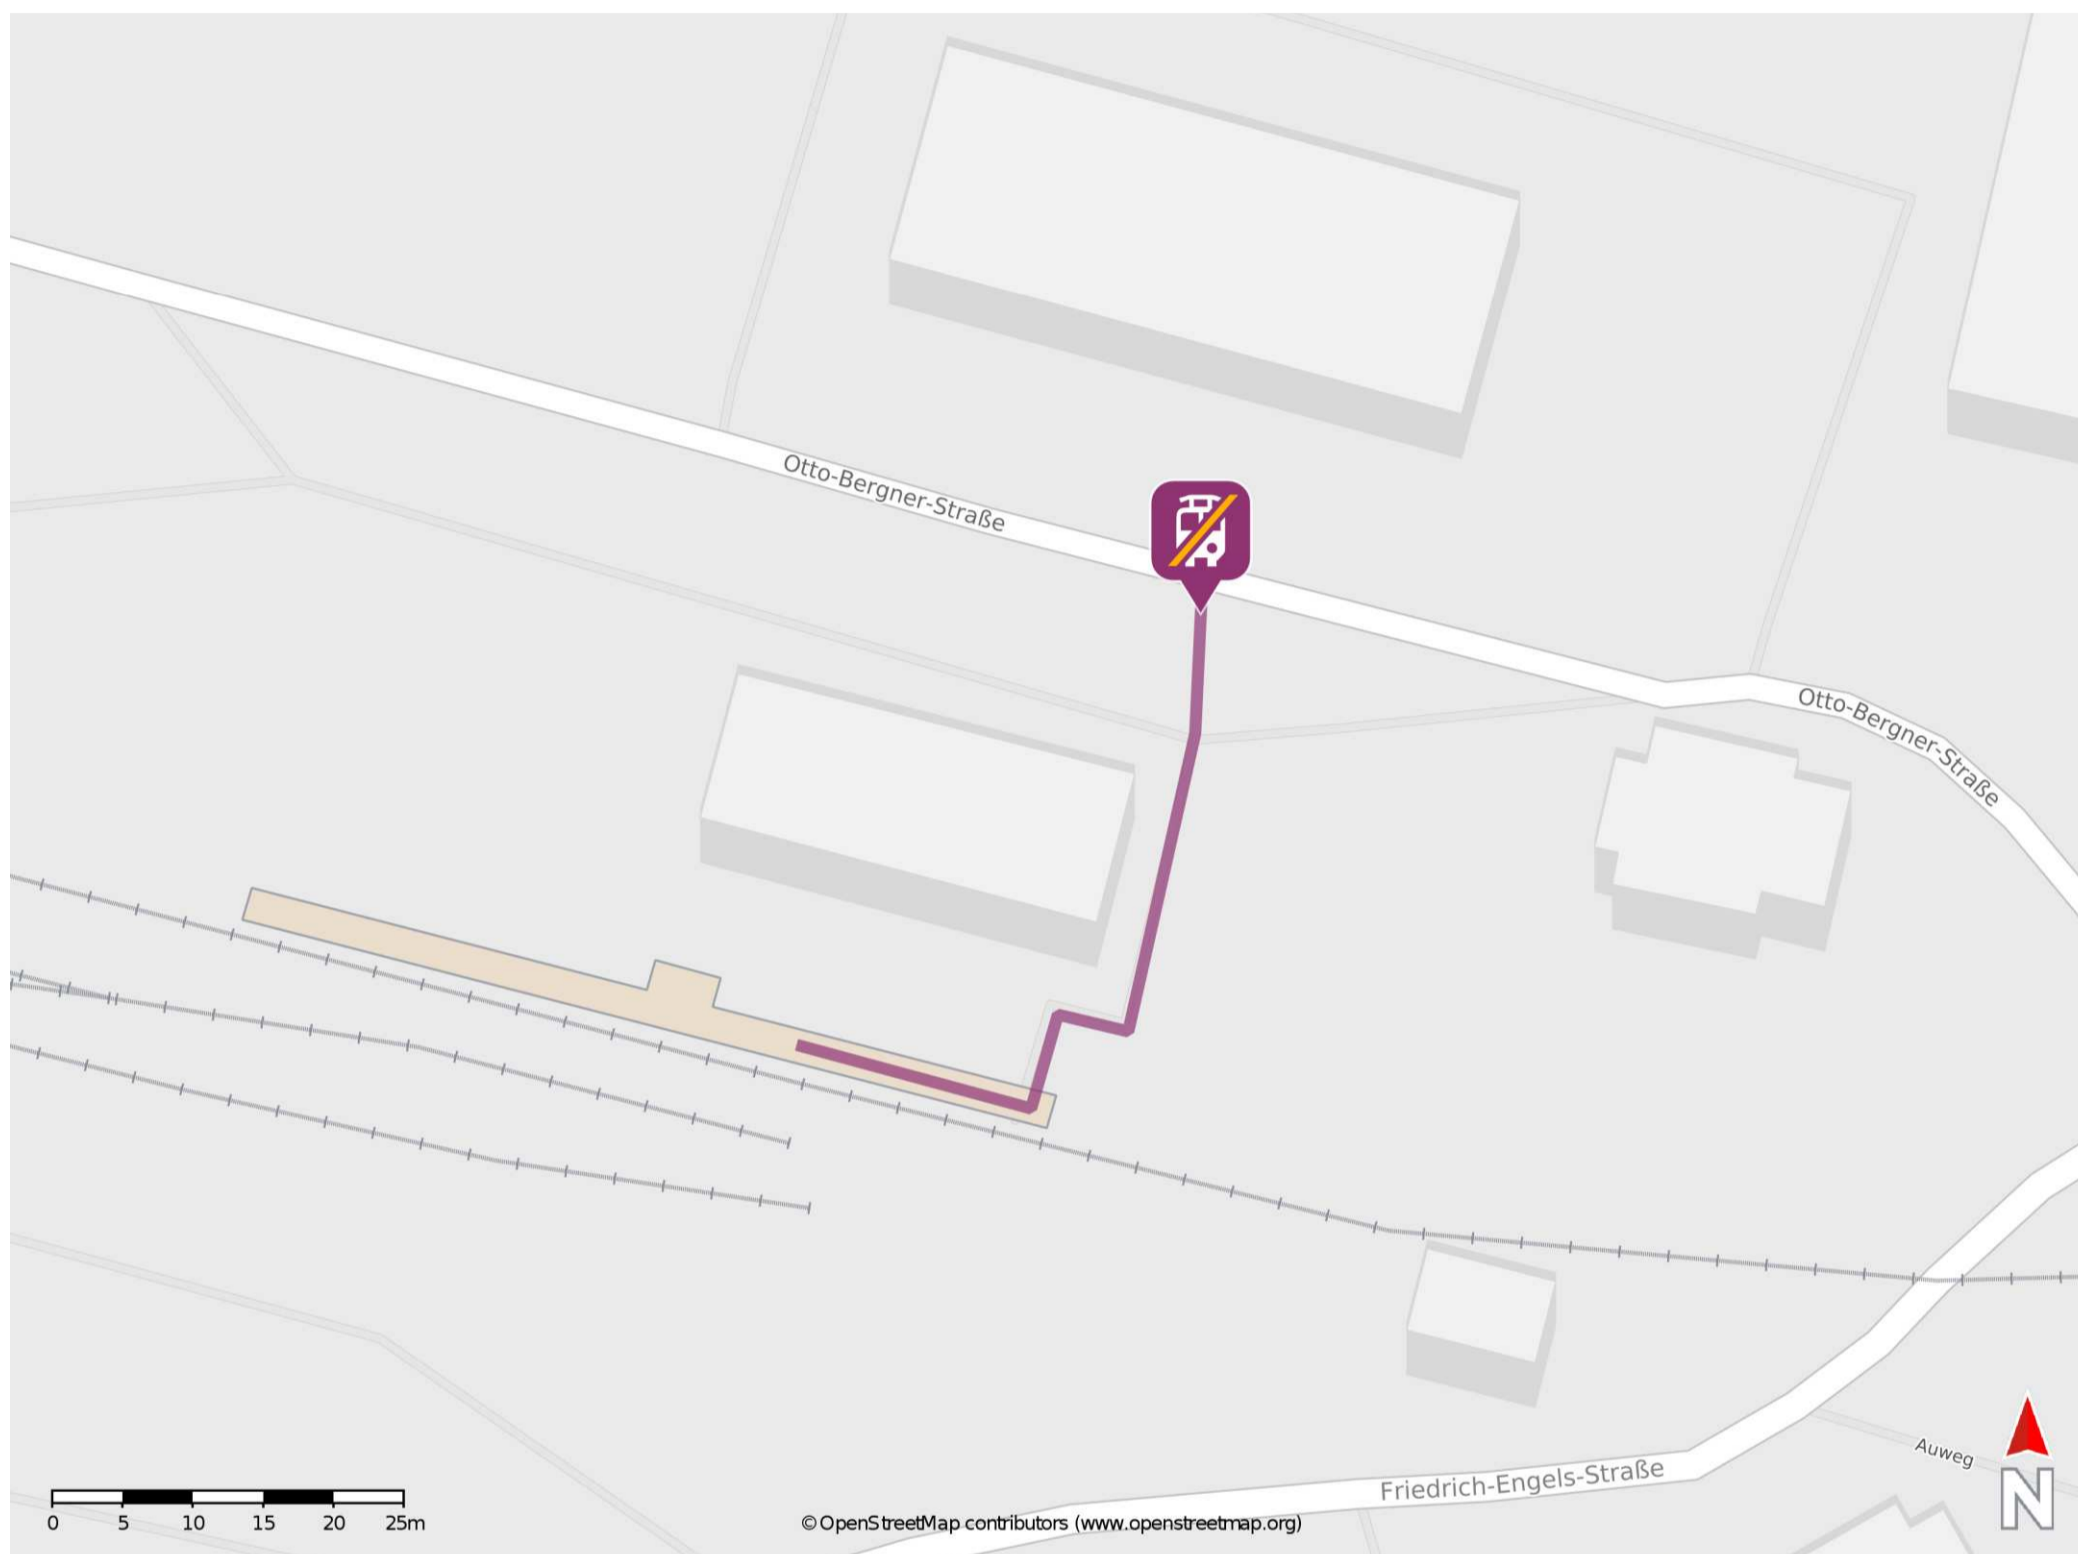 Otto-Bergner-Straße
Otto-Bergner-Straße
Auweg
Friedrich-Engels-Straße
0 5 10 15 20 25m
© OpenStreetMap contributors (www.openstreetmap.org)
N